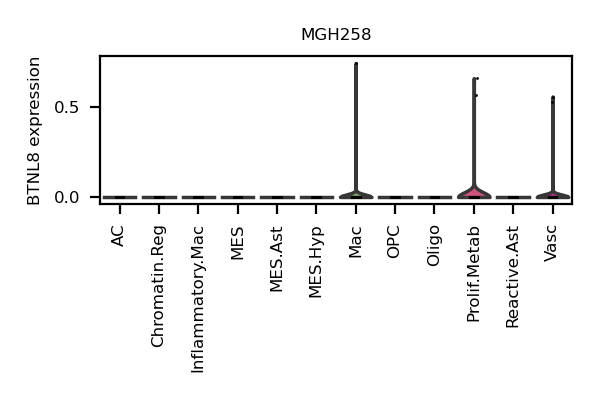 MGH258
BTNL8 expression
0.5
0.0
AC
Chromatin.Reg
Inflammatory.Mac
MES
MES.Ast
MES.Hyp
Mac
OPC
Oligo
Prolif.Metab
Reactive.Ast
Vasc